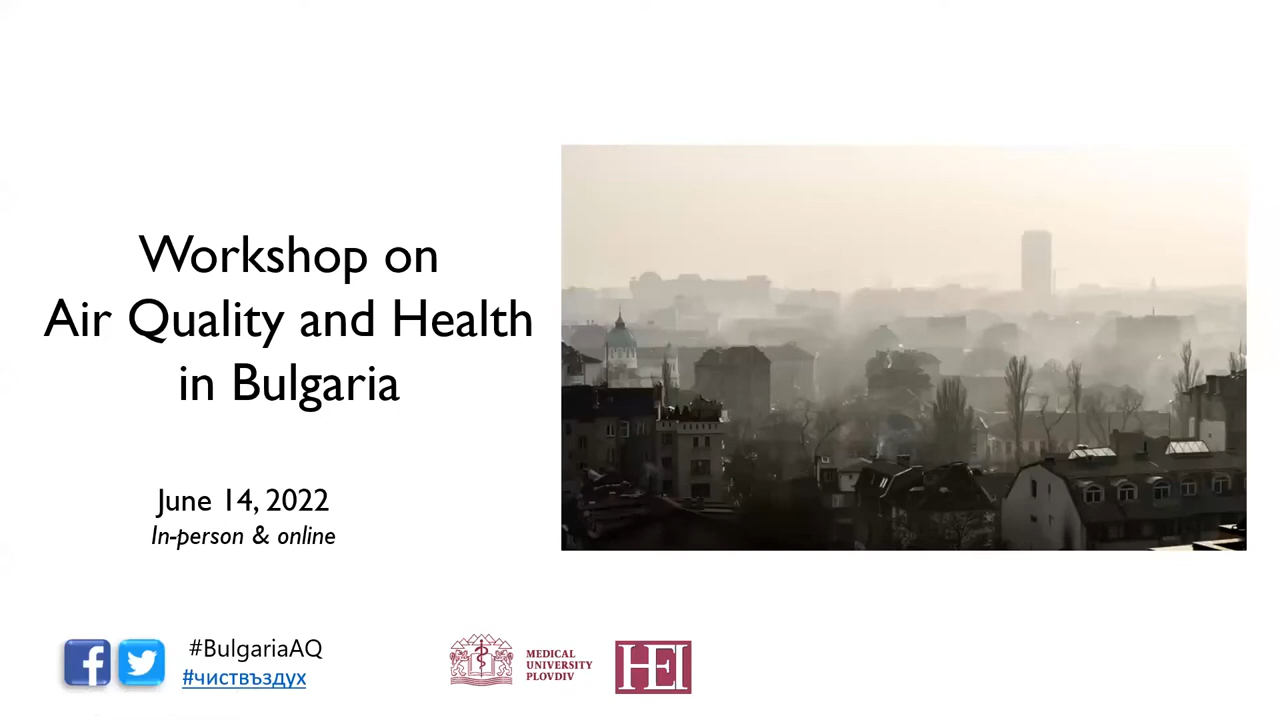 Workshop on
Air Quality and Health
in Bulgaria
June 14, 2022
In-person & online
#BulgariaAQ
#чиствъздух
MEDICAL
UNIVERSITY
PLOVDIV
HEI